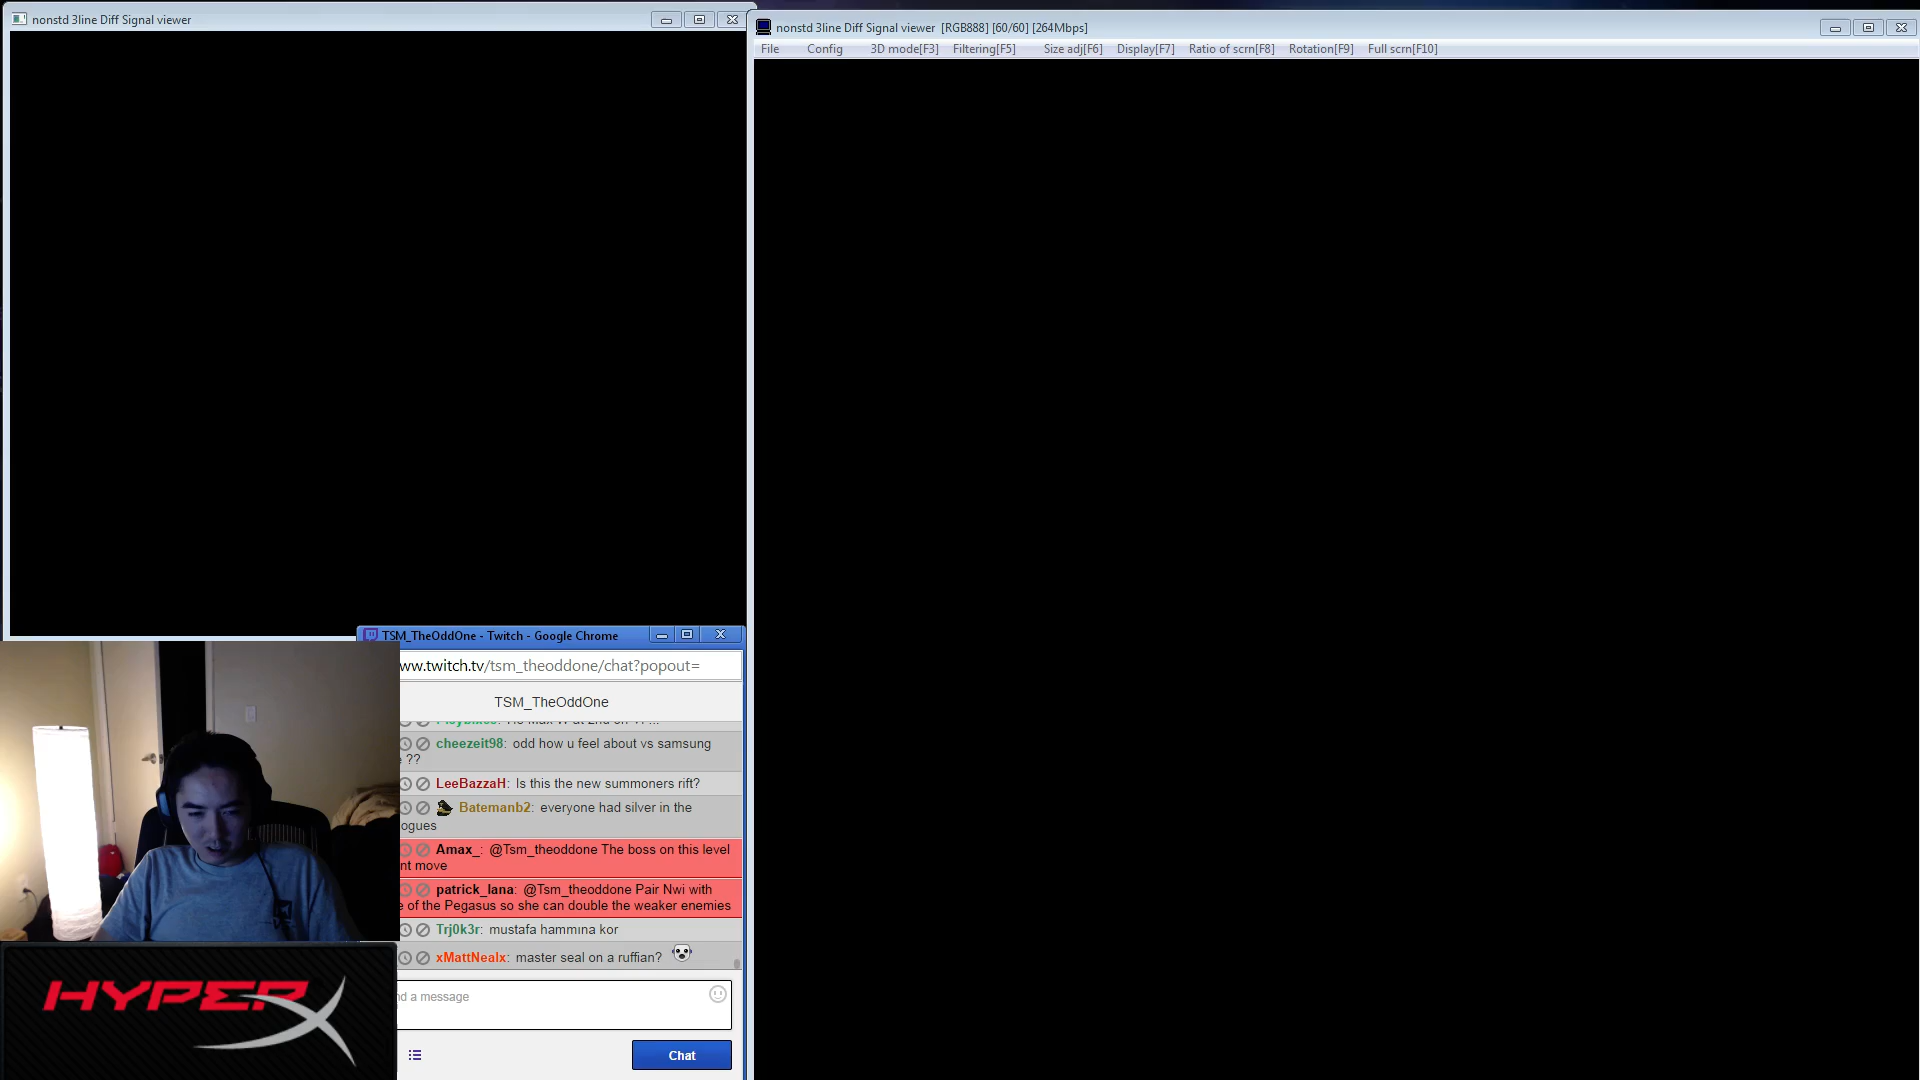 nonstd 3line Diff Signal viewer
nonstd 3line Diff Signal viewer [RGB888] [60/60] [264Mbps]
File Config 3D mode[F3] Filtering[F5] Size adj[F6] Display[F7] Ratio of scrn[F8] Rotation[F9] Full scrn[F10]
TSM_TheOddOne - Twitch - Google Chrome
ww.twitch.tv/tsm_theoddone/chat?popout=
TSM_TheOddOne
cheezeit98: odd how u feel about vs samsung
e ??
LeeBazzaH: Is this the new summoners rift?
Batemanb2: everyone had silver in the
ogues
Amax_: @Tsm_theoddone The boss on this level
nt move
patrick_lana: @Tsm_theoddone Pair Nwi with
e of the Pegasus so she can double the weaker enemies
Trj0k3r: mustafa hammına kor
xMattNealx: master seal on a ruffian?
nd a message
Chat
HYPERX